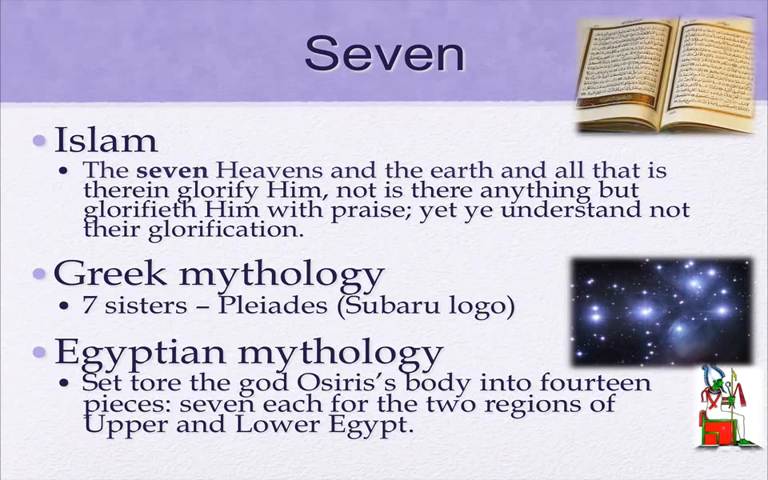 Seven
•Islam
• The seven Heavens and the earth and all that is
therein glorify Him, not is there anything but
glorifieth Him with praise; yet ye understand not
their glorification.
•Greek mythology
• 7 sisters – Pleiades (Subaru logo)
•Egyptian mythology
• Set tore the god Osiris's body into fourteen
pieces: seven each for the two regions of
Upper and Lower Egypt.